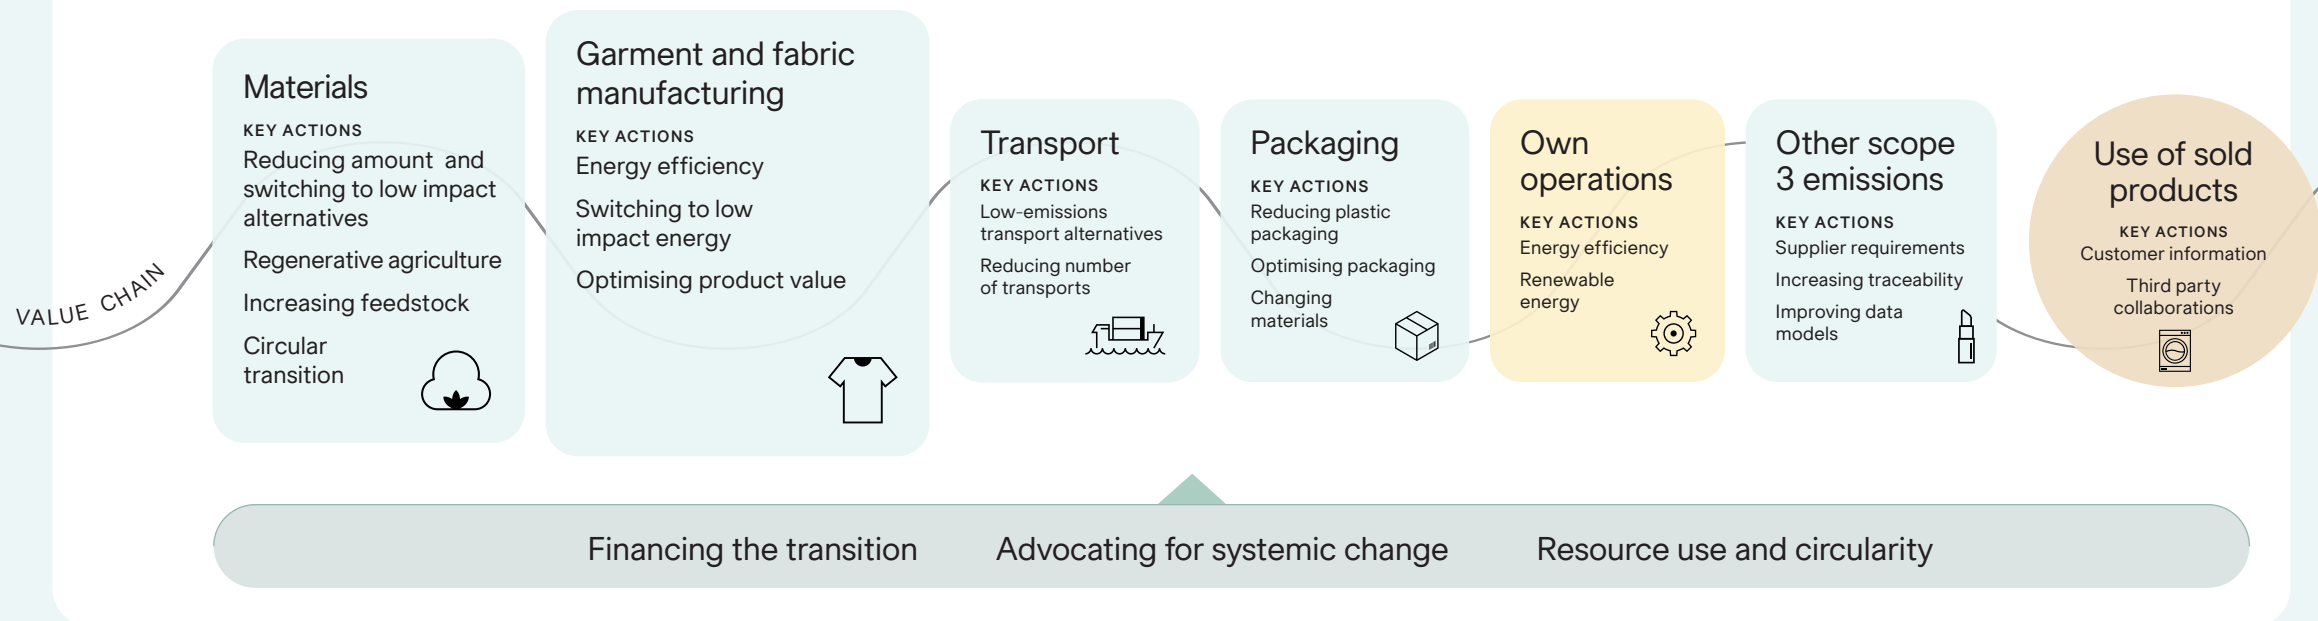 VALUE CHAIN
Materials
KEY ACTIONS
Reducing amount and
switching to low impact
alternatives
Regenerative agriculture
Increasing feedstock
Circular
transition
Garment and fabric
manufacturing
KEY ACTIONS
Energy efficiency
Switching to low
impact energy
Optimising product value
Transport
KEY ACTIONS
Low-emissions
transport alternatives
Reducing number
of transports
Packaging
KEY ACTIONS
Reducing plastic
packaging
Optimising packaging
Changing
materials
Own
operations
KEY ACTIONS
Energy efficiency
Renewable
energy
Other scope
3 emissions
KEY ACTIONS
Supplier requirements
Increasing traceability
Improving data
models
Use of sold
products
KEY ACTIONS
Customer information
Third party
collaborations
Financing the transition
Advocating for systemic change
Resource use and circularity